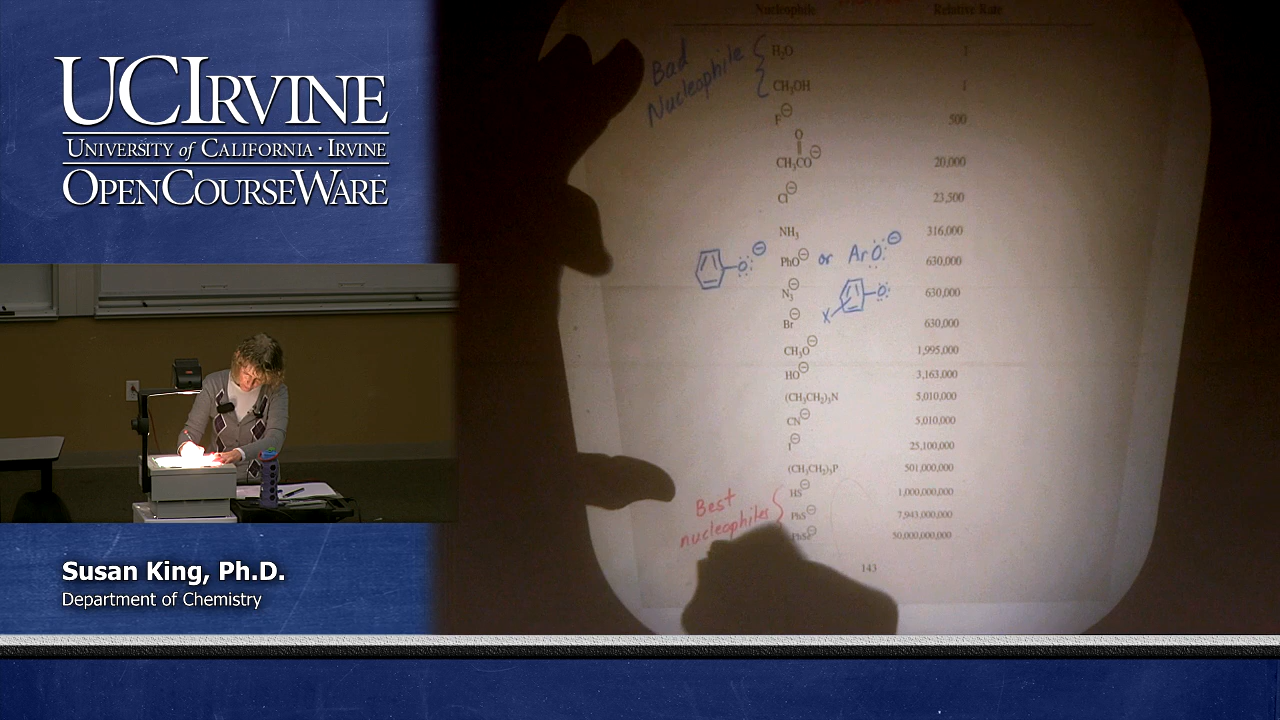 UCIRVINE
UNIVERSITY of CALIFORNIA · IRVINE
OPENCOURSEWARE
Susan King, Ph.D.
Department of Chemistry
Nucleophile Relative Rate
Bad
Nucleophile
H₂O 1
CH₃OH 1
F⊖ 500
O
CH₃CO⊖ 20,000
Cl⊖ 23,500
NH₃ 316,000
O:⊖ PhO⊖ or ArO:⊖ 630,000
N₃⊖ 630,000
X O:
Br⊖ 630,000
CH₃O⊖ 1,995,000
HO⊖ 3,163,000
(CH₃CH₂)₃N 5,010,000
CN⊖ 5,010,000
I⊖ 25,100,000
(CH₃CH₂)₃P 501,000,000
Best
nucleophiles
HS⊖ 1,000,000,000
PhS⊖ 7,943,000,000
PhSe⊖ 50,000,000,000
143